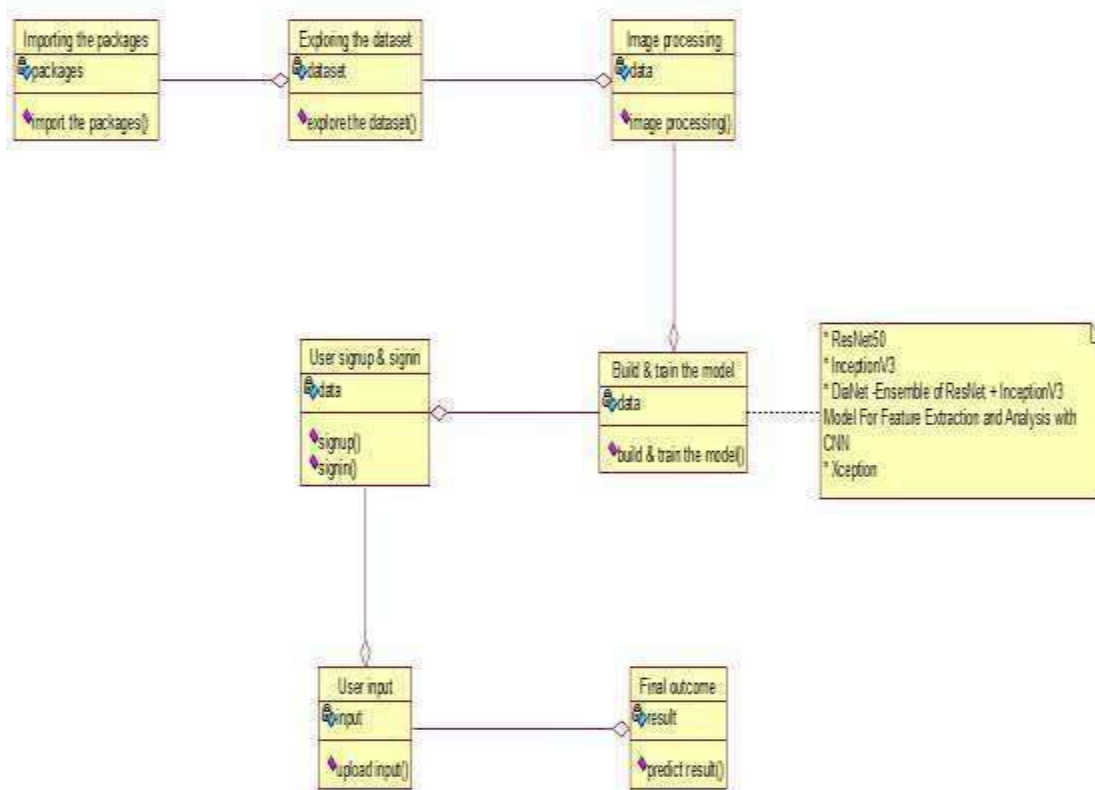 Importing the packages
packages
import the packages()
Exploring the dataset
dataset
explore the dataset()
Image processing
data
image processing()
User signup & signin
data
signup()
signin()
Build & train the model
data
build & train the model()
* ResNet50
* InceptionV3
* DiaNet -Ensemble of ResNet + InceptionV3
Model For Feature Extraction and Analysis with
CNN
* Xception
User input
input
upload input()
Final outcome
result
predict result()